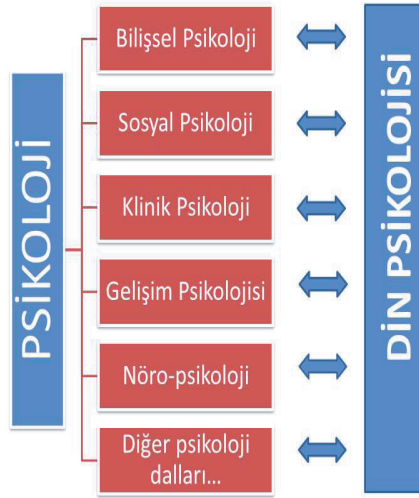 PSİKOLOJİ
Bilişsel Psikoloji
Sosyal Psikoloji
Klinik Psikoloji
Gelişim Psikolojisi
Nöro-psikoloji
Diğer psikoloji
dalları...
DİN PSİKOLOJİSİ